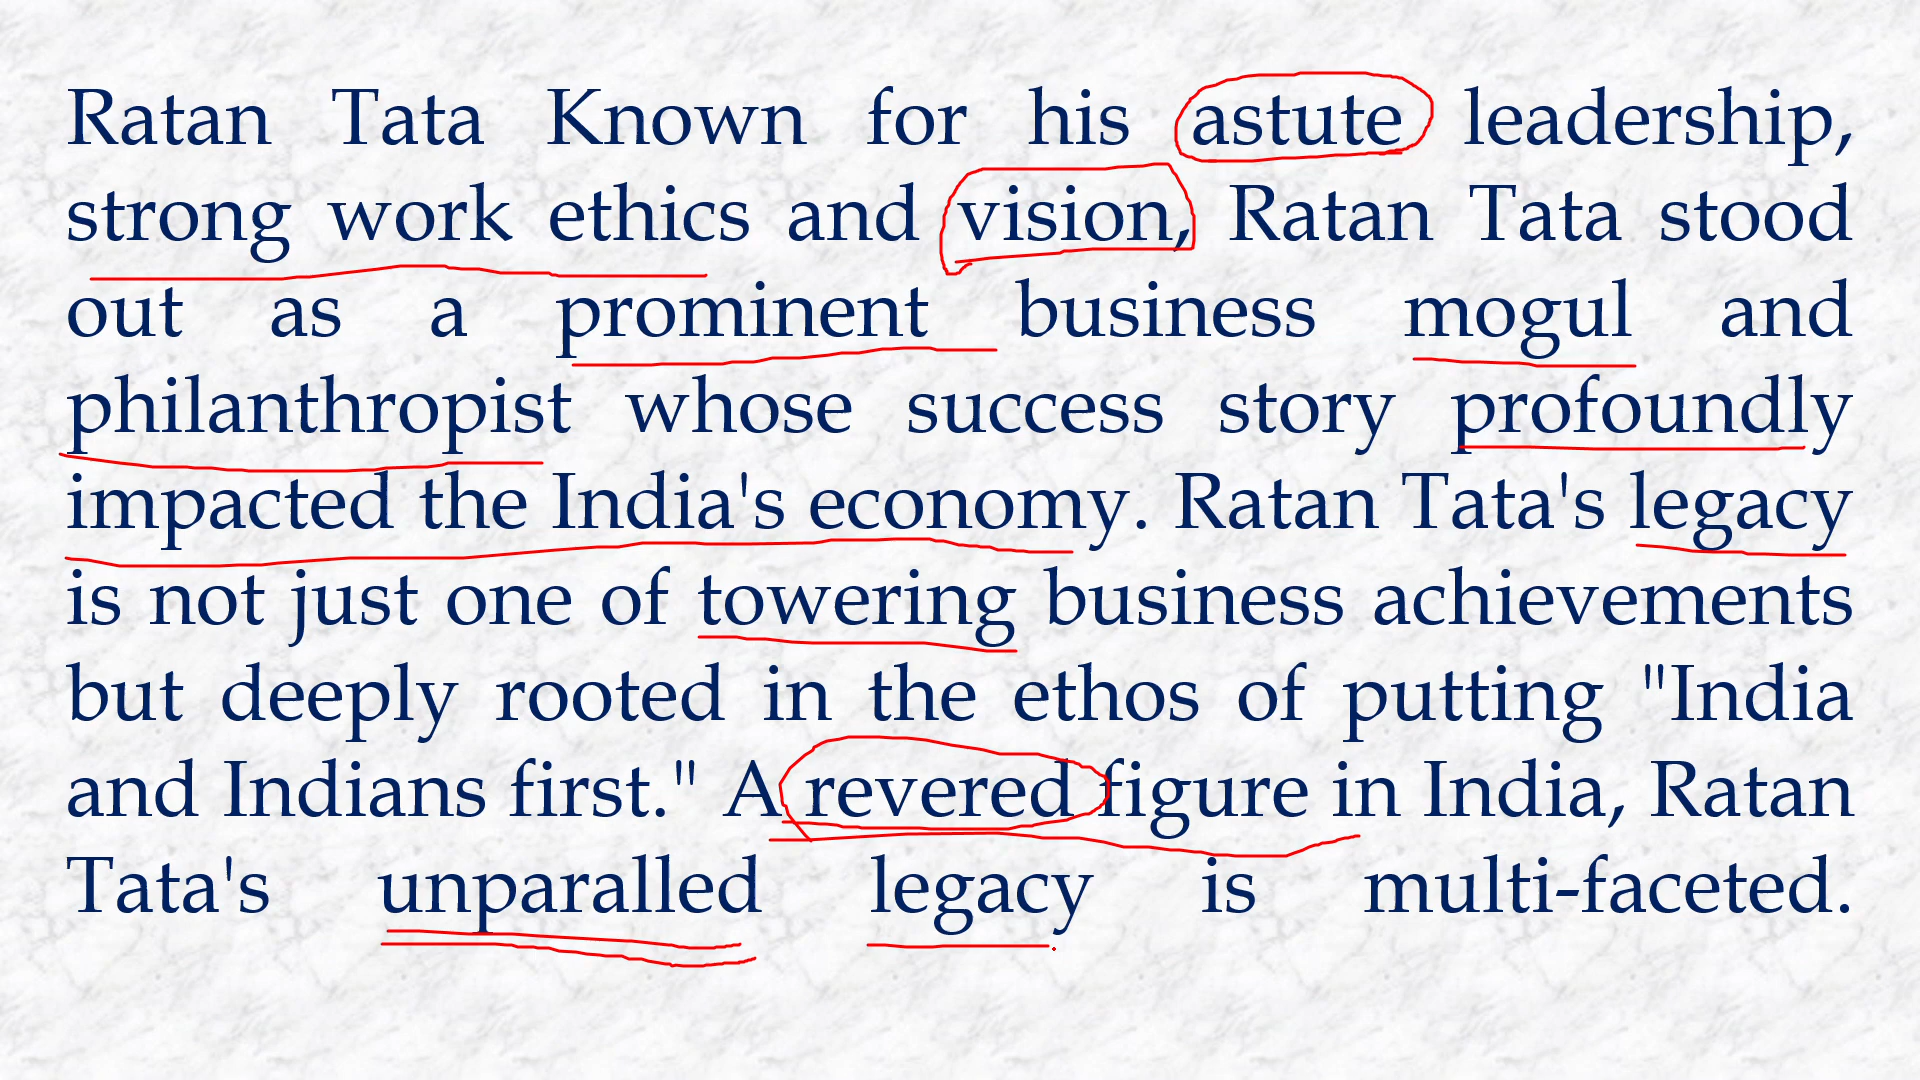 Ratan Tata Known for his astute leadership,
strong work ethics and vision, Ratan Tata stood
out as a prominent business mogul and
philanthropist whose success story profoundly
impacted the India's economy. Ratan Tata's legacy
is not just one of towering business achievements
but deeply rooted in the ethos of putting "India
and Indians first." A revered figure in India, Ratan
Tata's unparalled legacy is multi-faceted.